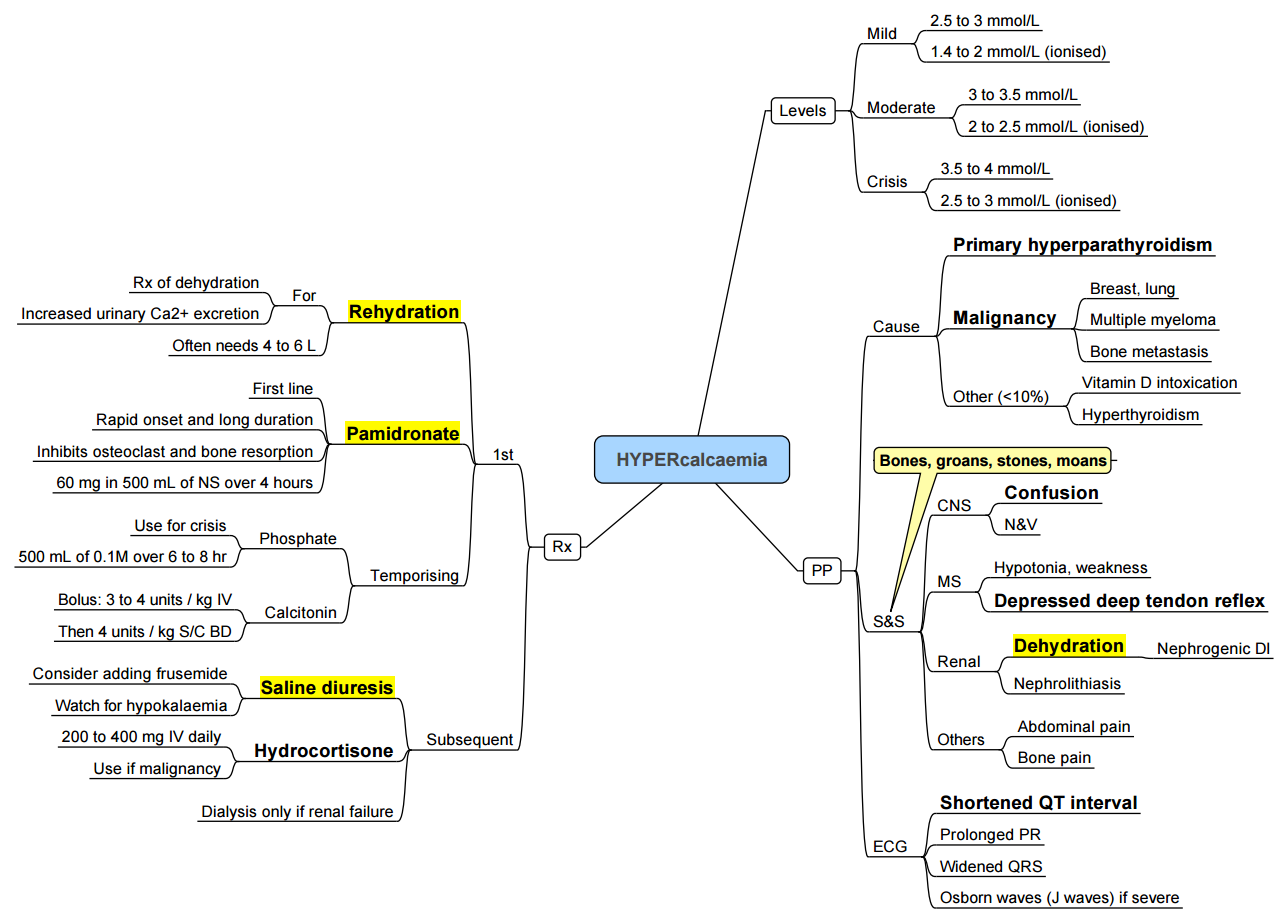 HYPERcalcaemia
Levels
Mild
2.5 to 3 mmol/L
1.4 to 2 mmol/L (ionised)
Moderate
3 to 3.5 mmol/L
2 to 2.5 mmol/L (ionised)
Crisis
3.5 to 4 mmol/L
2.5 to 3 mmol/L (ionised)
PP
Cause
Primary hyperparathyroidism
Malignancy
Breast, lung
Multiple myeloma
Bone metastasis
Other (<10%)
Vitamin D intoxication
Hyperthyroidism
Bones, groans, stones, moans
S&S
CNS
Confusion
N&V
MS
Hypotonia, weakness
Depressed deep tendon reflex
Renal
Dehydration
Nephrogenic DI
Nephrolithiasis
Others
Abdominal pain
Bone pain
ECG
Shortened QT interval
Prolonged PR
Widened QRS
Osborn waves (J waves) if severe
Rx
1st
Rehydration
For
Rx of dehydration
Increased urinary Ca2+ excretion
Often needs 4 to 6 L
Pamidronate
First line
Rapid onset and long duration
Inhibits osteoclast and bone resorption
60 mg in 500 mL of NS over 4 hours
Temporising
Phosphate
Use for crisis
500 mL of 0.1M over 6 to 8 hr
Calcitonin
Bolus: 3 to 4 units / kg IV
Then 4 units / kg S/C BD
Subsequent
Saline diuresis
Consider adding frusemide
Watch for hypokalaemia
Hydrocortisone
200 to 400 mg IV daily
Use if malignancy
Dialysis only if renal failure